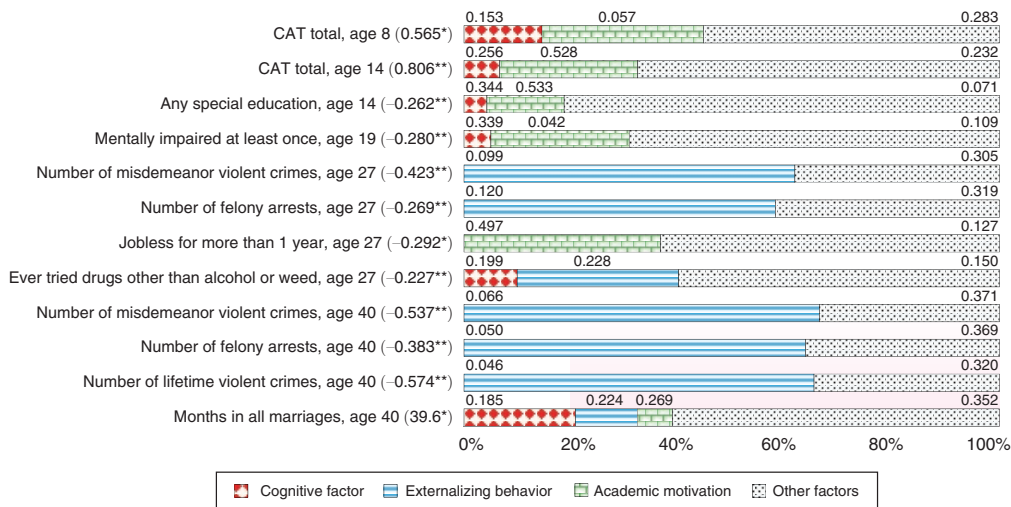 0.153 0.057 0.283
CAT total, age 8 (0.565*)
0.256 0.528 0.232
CAT total, age 14 (0.806**)
0.344 0.533 0.071
Any special education, age 14 (–0.262**)
0.339 0.042 0.109
Mentally impaired at least once, age 19 (–0.280**)
0.099 0.305
Number of misdemeanor violent crimes, age 27 (–0.423**)
0.120 0.319
Number of felony arrests, age 27 (–0.269**)
0.497 0.127
Jobless for more than 1 year, age 27 (–0.292*)
0.199 0.228 0.150
Ever tried drugs other than alcohol or weed, age 27 (–0.227**)
0.066 0.371
Number of misdemeanor violent crimes, age 40 (–0.537**)
0.050 0.369
Number of felony arrests, age 40 (–0.383**)
0.046 0.320
Number of lifetime violent crimes, age 40 (–0.574**)
0.185 0.224 0.269 0.352
Months in all marriages, age 40 (39.6*)
0% 20% 40% 60% 80% 100%
Cognitive factor Externalizing behavior Academic motivation Other factors